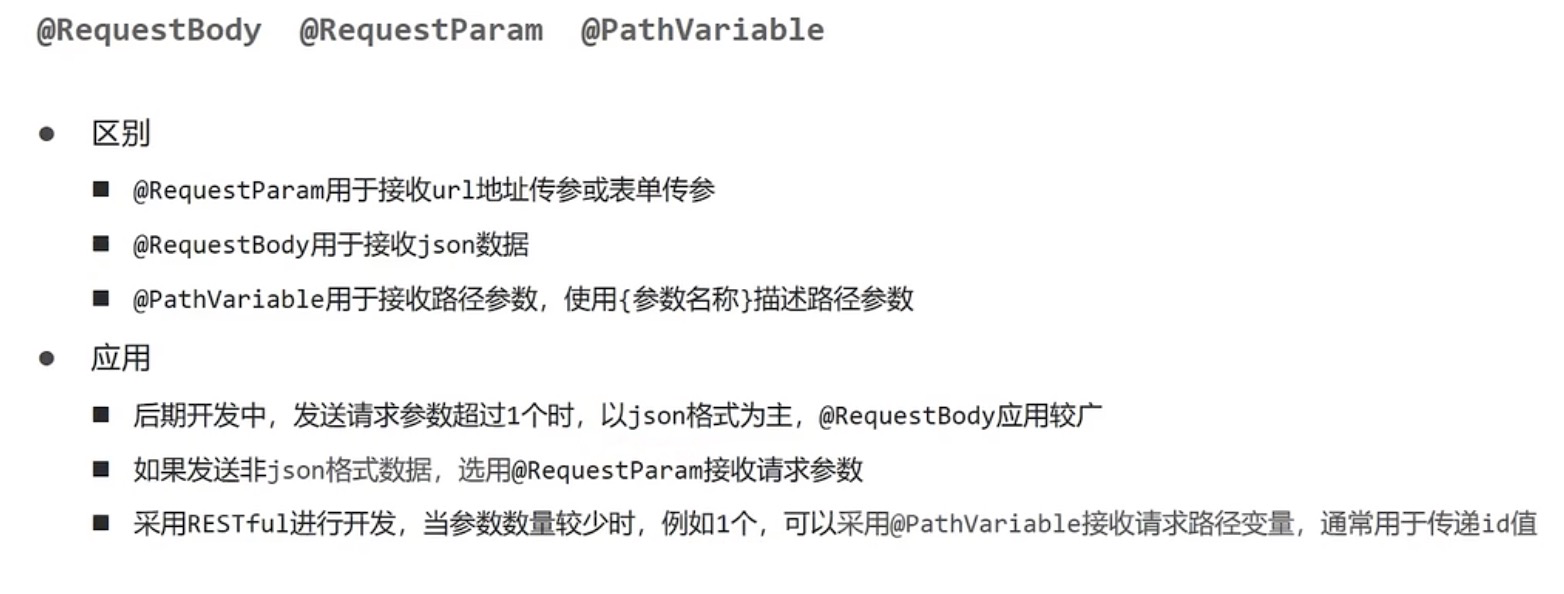 @RequestBody @RequestParam @PathVariable
● 区别
■ @RequestParam用于接收url地址传参或表单传参
■ @RequestBody用于接收json数据
■ @PathVariable用于接收路径参数，使用{参数名称}描述路径参数
● 应用
■ 后期开发中，发送请求参数超过1个时，以json格式为主，@RequestBody应用较广
■ 如果发送非json格式数据，选用@RequestParam接收请求参数
■ 采用RESTful进行开发，当参数数量较少时，例如1个，可以采用@PathVariable接收请求路径变量，通常用于传递id值